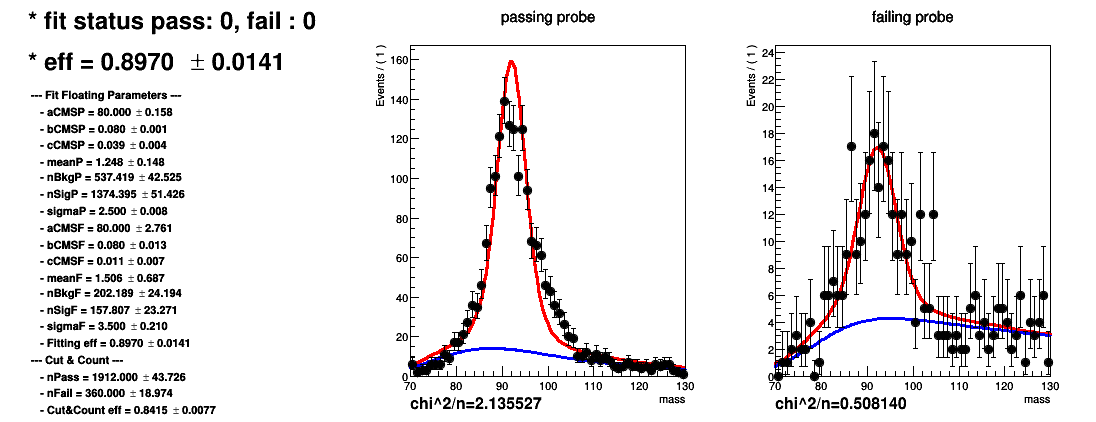 * fit status pass: 0, fail : 0
* eff = 0.8970 ± 0.0141
--- Fit Floating Parameters ---
- aCMSP = 80.000 ± 0.158
- bCMSP = 0.080 ± 0.001
- cCMSP = 0.039 ± 0.004
- meanP = 1.248 ± 0.148
- nBkgP = 537.419 ± 42.525
- nSigP = 1374.395 ± 51.426
- sigmaP = 2.500 ± 0.008
- aCMSF = 80.000 ± 2.761
- bCMSF = 0.080 ± 0.013
- cCMSF = 0.011 ± 0.007
- meanF = 1.506 ± 0.687
- nBkgF = 202.189 ± 24.194
- nSigF = 157.807 ± 23.271
- sigmaF = 3.500 ± 0.210
- Fitting eff = 0.8970 ± 0.0141
--- Cut & Count ---
- nPass = 1912.000 ± 43.726
- nFail = 360.000 ± 18.974
- Cut&Count eff = 0.8415 ± 0.0077
passing probe
Events / ( 1 )
160
140
120
100
80
60
40
20
0
70 80 90 100 110 120 130
mass
chi^2/n=2.135527
failing probe
Events / ( 1 )
24
22
20
18
16
14
12
10
8
6
4
2
0
70 80 90 100 110 120 130
mass
chi^2/n=0.508140